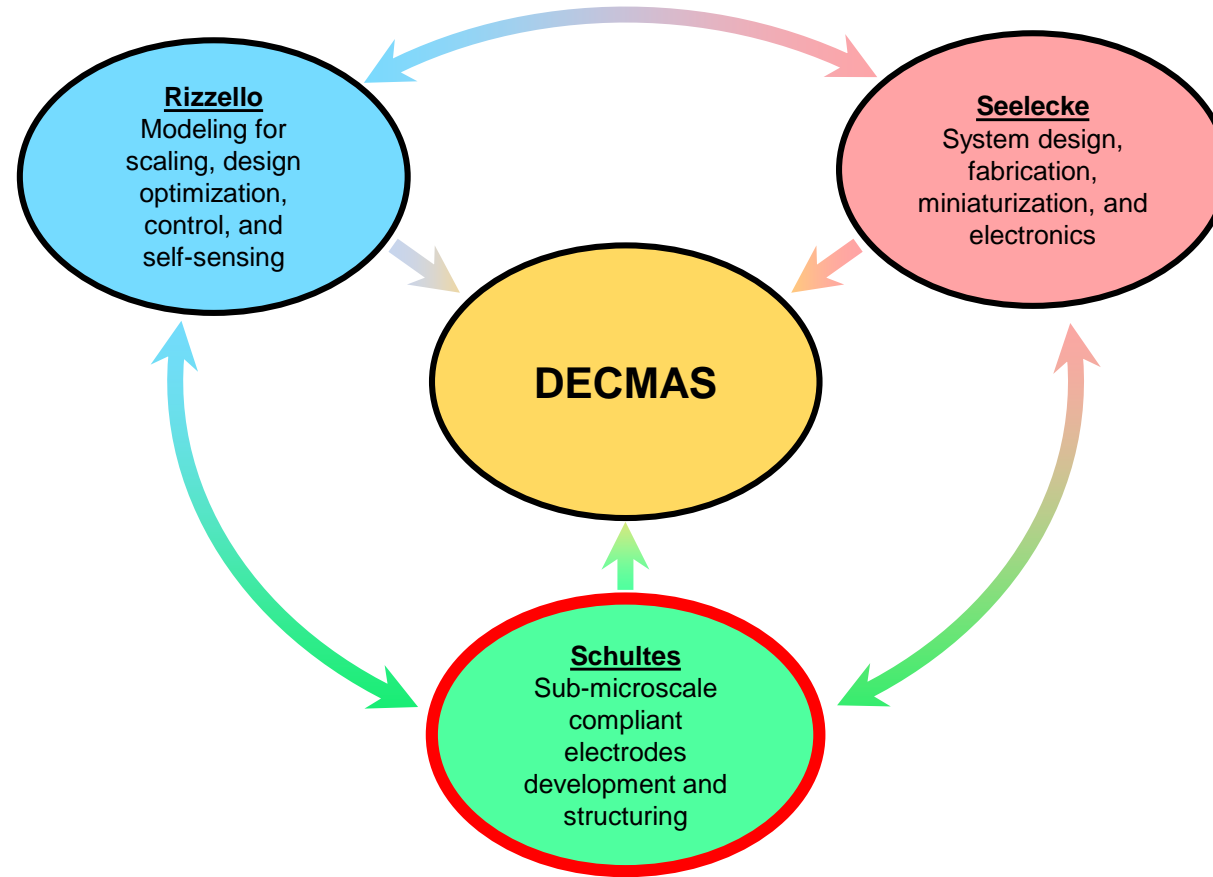 Rizzello
Modeling for
scaling, design
optimization,
control, and
self-sensing
Seelecke
System design,
fabrication,
miniaturization, and
electronics
DECMAS
Schultes
Sub-microscale
compliant
electrodes
development and
structuring